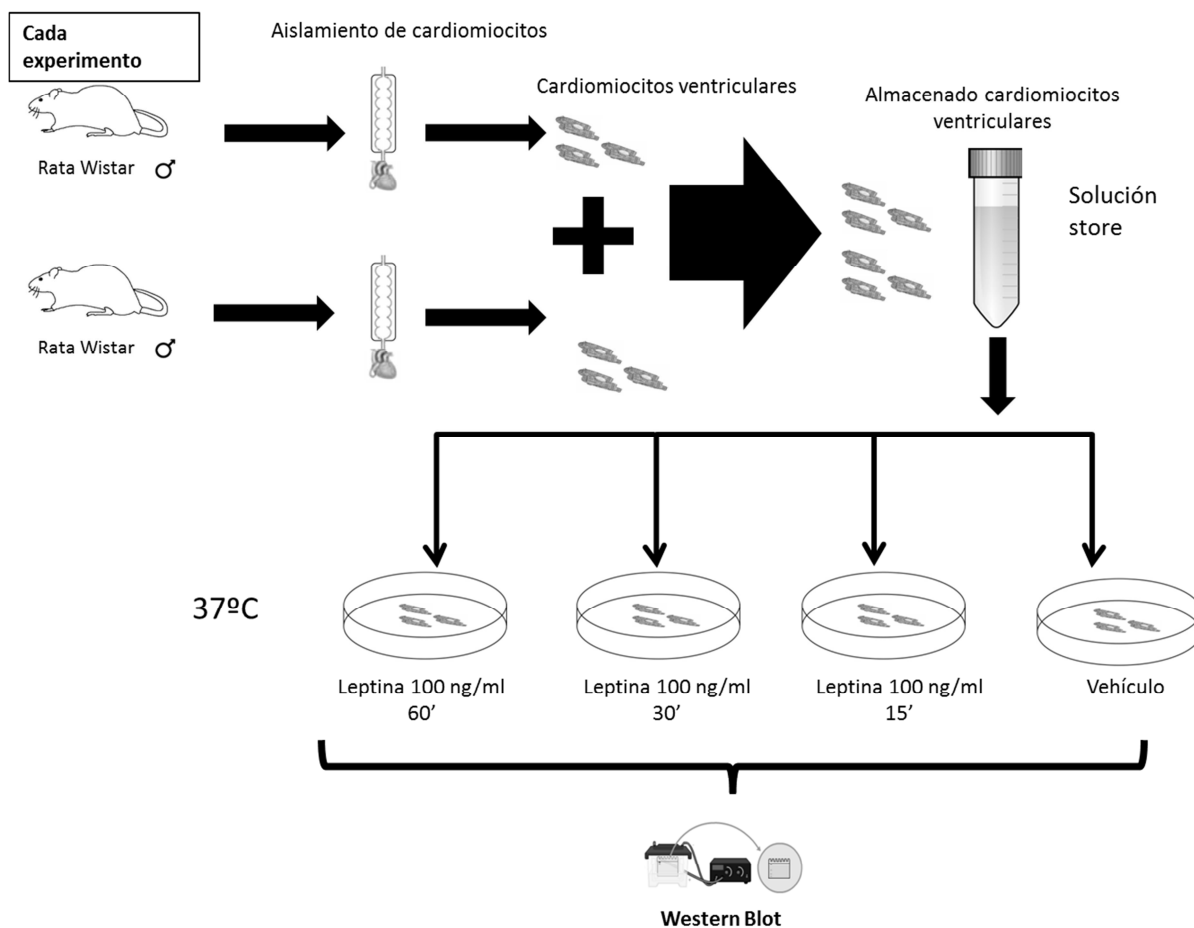 Cada
experimento
Aislamiento de cardiomiocitos
Cardiomiocitos ventriculares
Almacenado cardiomiocitos
ventriculares
Rata Wistar ♂
Solución
store
Rata Wistar ♂
37ºC
Leptina 100 ng/ml
60’
Leptina 100 ng/ml
30’
Leptina 100 ng/ml
15’
Vehículo
Western Blot